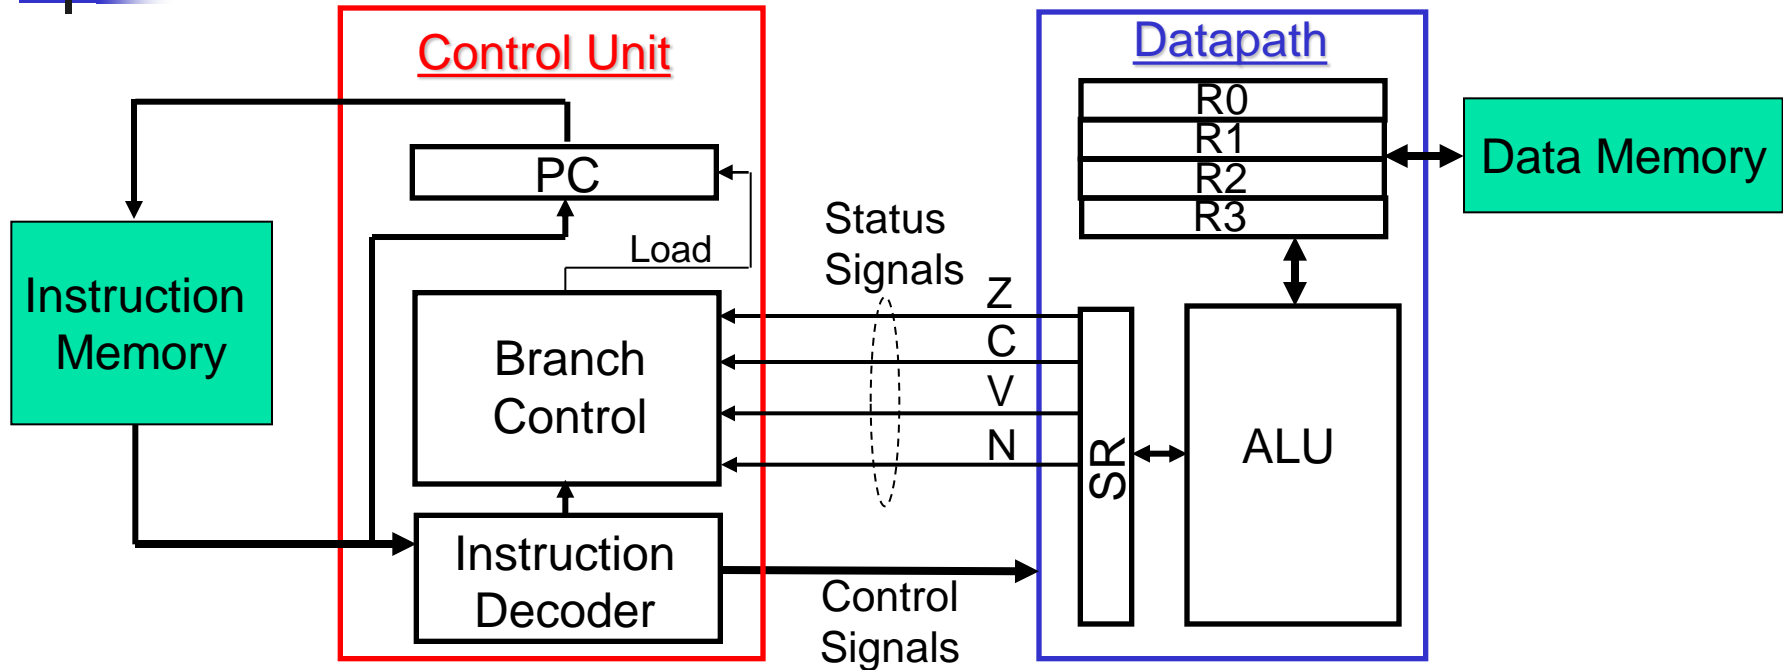 Control Unit
PC
Load
Instruction
Memory
Branch
Control
Instruction
Decoder
Status
Signals
Z
C
V
N
Control
Signals
Datapath
R0
R1
R2
R3
SR
ALU
Data Memory